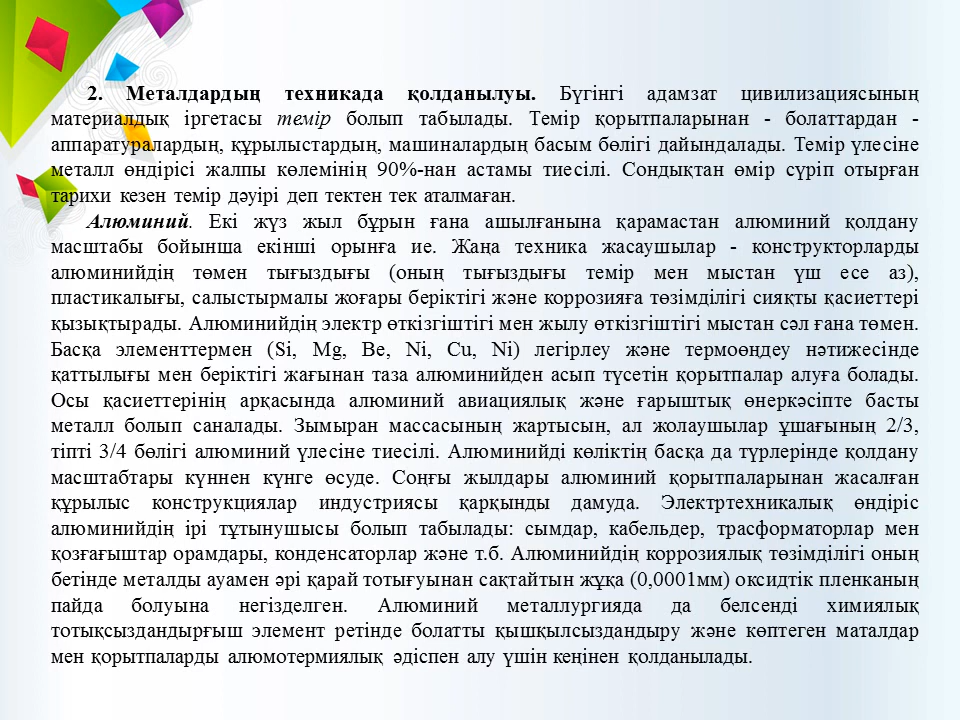 2. Металдардың техникада қолданылуы. Бүгінгі адамзат цивилизациясының
материалдық іргетасы темір болып табылады. Темір қорытпаларынан - болаттардан -
аппаратуралардың, құрылыстардың, машиналардың басым бөлігі дайындалады. Темір үлесіне
металл өндірісі жалпы көлемінің 90%-нан астамы тиесілі. Сондықтан өмір сүріп отырған
тарихи кезен темір дәуірі деп тектен тек аталмаған.
Алюминий. Екі жүз жыл бұрын ғана ашылғанына қарамастан алюминий қолдану
масштабы бойынша екінші орынға ие. Жаңа техника жасаушылар - конструкторларды
алюминийдің төмен тығыздығы (оның тығыздығы темір мен мыстан үш есе аз),
пластикалығы, салыстырмалы жоғары беріктігі және коррозияға төзімділігі сияқты қасиеттері
қызықтырады. Алюминийдің электр өткізгіштігі мен жылу өткізгіштігі мыстан сәл ғана төмен.
Басқа элементтермен (Si, Mg, Be, Ni, Cu, Ni) легірлеу және термоөңдеу нәтижесінде
қаттылығы мен беріктігі жағынан таза алюминийден асып түсетін қорытпалар алуға болады.
Осы қасиеттерінің арқасында алюминий авиациялық және ғарыштық өнеркәсіпте басты
металл болып саналады. Зымыран массасының жартысын, ал жолаушылар ұшағының 2/3,
тіпті 3/4 бөлігі алюминий үлесіне тиесілі. Алюминийді көліктің басқа да түрлерінде қолдану
масштабтары күннен күнге өсуде. Соңғы жылдары алюминий қорытпаларынан жасалған
құрылыс конструкциялар индустриясы қарқынды дамуда. Электртехникалық өндіріс
алюминийдің ірі тұтынушысы болып табылады: сымдар, кабельдер, трасформаторлар мен
қозғағыштар орамдары, конденсаторлар және т.б. Алюминийдің коррозиялық төзімділігі оның
бетінде металды ауамен әрі қарай тотығуынан сақтайтын жұқа (0,0001мм) оксидтік пленканың
пайда болуына негізделген. Алюминий металлургияда да белсенді химиялық
тотықсыздандырғыш элемент ретінде болатты қышқылсыздандыру және көптеген маталдар
мен қорытпаларды алюмотермиялық әдіспен алу үшін кеңінен қолданылады.